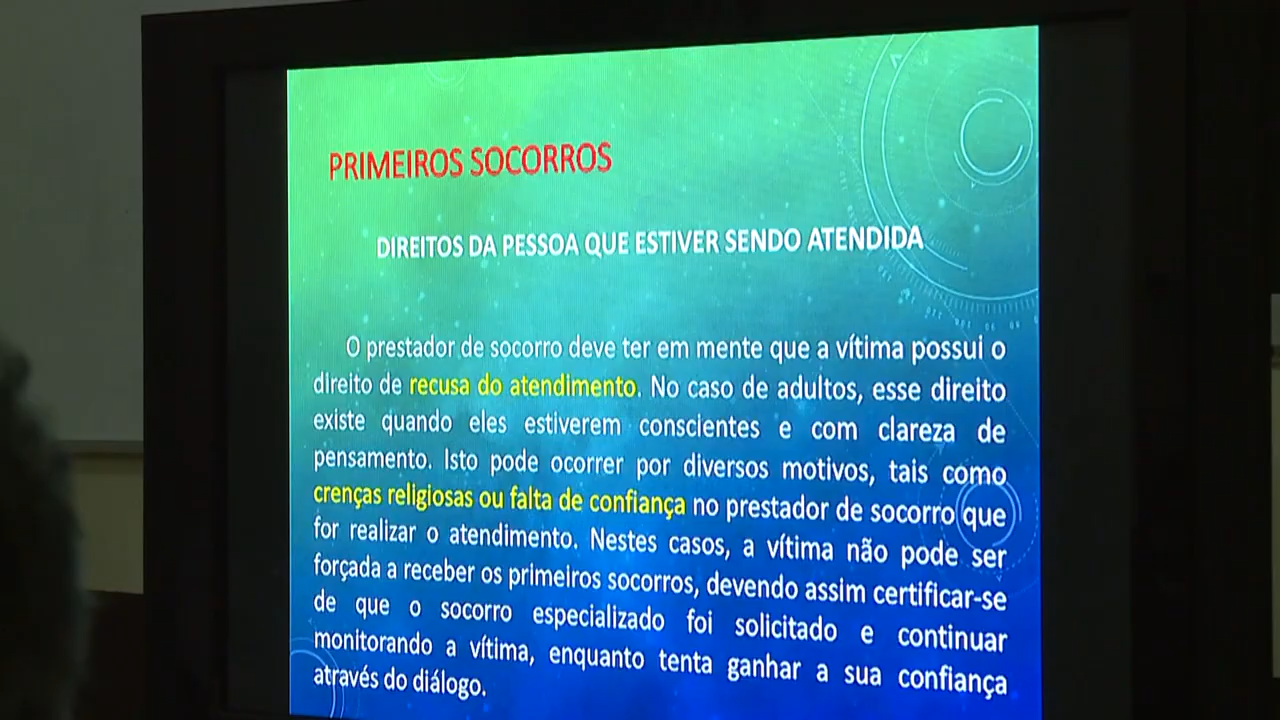 PRIMEIROS SOCORROS
DIREITOS DA PESSOA QUE ESTIVER SENDO ATENDIDA
O prestador de socorro deve ter em mente que a vítima possui o
direito de recusa do atendimento. No caso de adultos, esse direito
existe quando eles estiverem conscientes e com clareza de
pensamento. Isto pode ocorrer por diversos motivos, tais como
crenças religiosas ou falta de confiança no prestador de socorro que
for realizar o atendimento. Nestes casos, a vítima não pode ser
forçada a receber os primeiros socorros, devendo assim certificar-se
de que o socorro especializado foi solicitado e continuar
monitorando a vítima, enquanto tenta ganhar a sua confiança
através do diálogo.